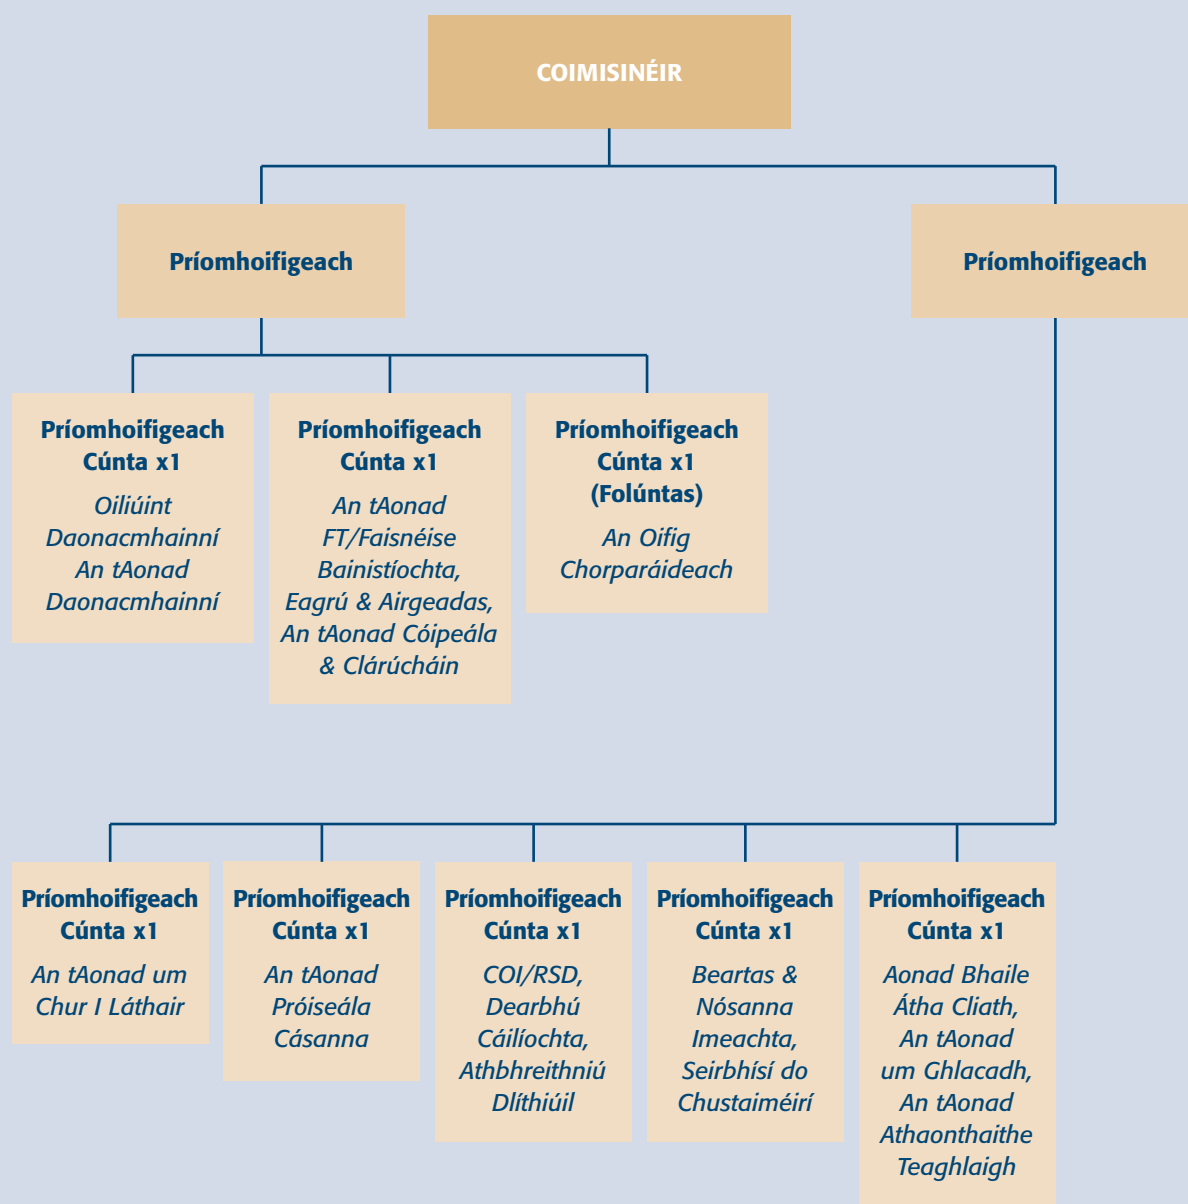 COIMISINÉIR
Príomhoifigeach
Príomhoifigeach
Príomhoifigeach
Cúnta x1
Oiliúint
Daonacmhainní
An tAonad
Daonacmhainní
Príomhoifigeach
Cúnta x1
An tAonad
FT/Faisnéise
Bainistíochta,
Eagrú & Airgeadas,
An tAonad Cóipeála
& Clárúcháin
Príomhoifigeach
Cúnta x1
(Folúntas)
An Oifig
Chorparáideach
Príomhoifigeach
Cúnta x1
An tAonad um
Chur I Láthair
Príomhoifigeach
Cúnta x1
An tAonad
Próiseála
Cásanna
Príomhoifigeach
Cúnta x1
COI/RSD,
Dearbhú
Cáilíochta,
Athbhreithniú
Dlíthiúil
Príomhoifigeach
Cúnta x1
Beartas &
Nósanna
Imeachta,
Seirbhísí do
Chustaiméirí
Príomhoifigeach
Cúnta x1
Aonad Bhaile
Átha Cliath,
An tAonad
um Ghlacadh,
An tAonad
Athaonthaithe
Teaghlaigh